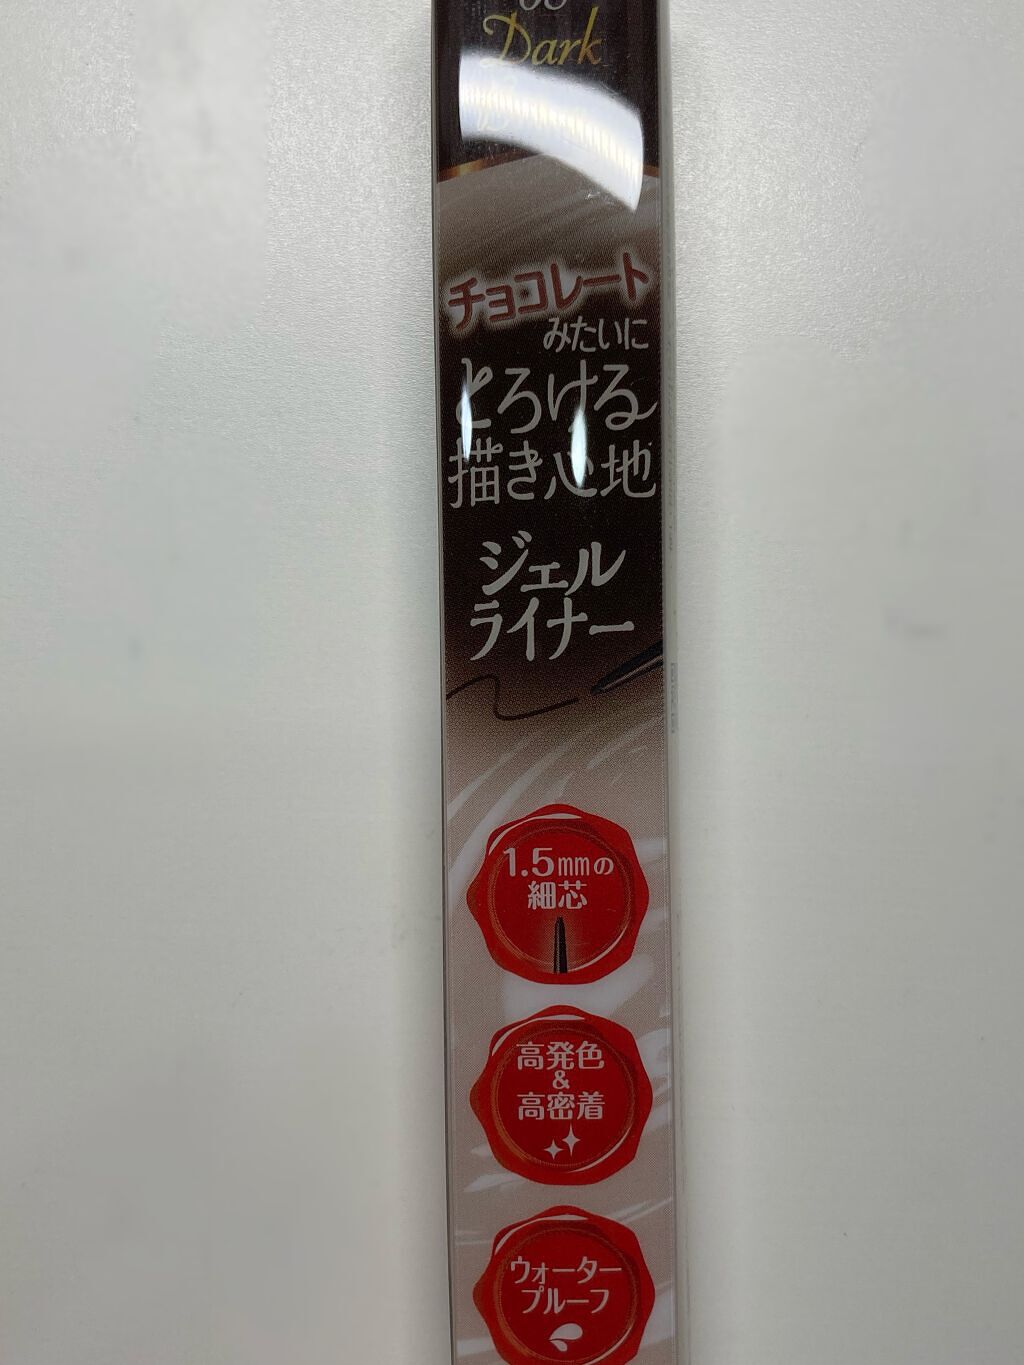 Dark
チョコレート
みたいに
とろける
描き心地
ジェル
ライナー
1.5mmの
細芯
高発色
&
高密着
ウォーター
プルーフ